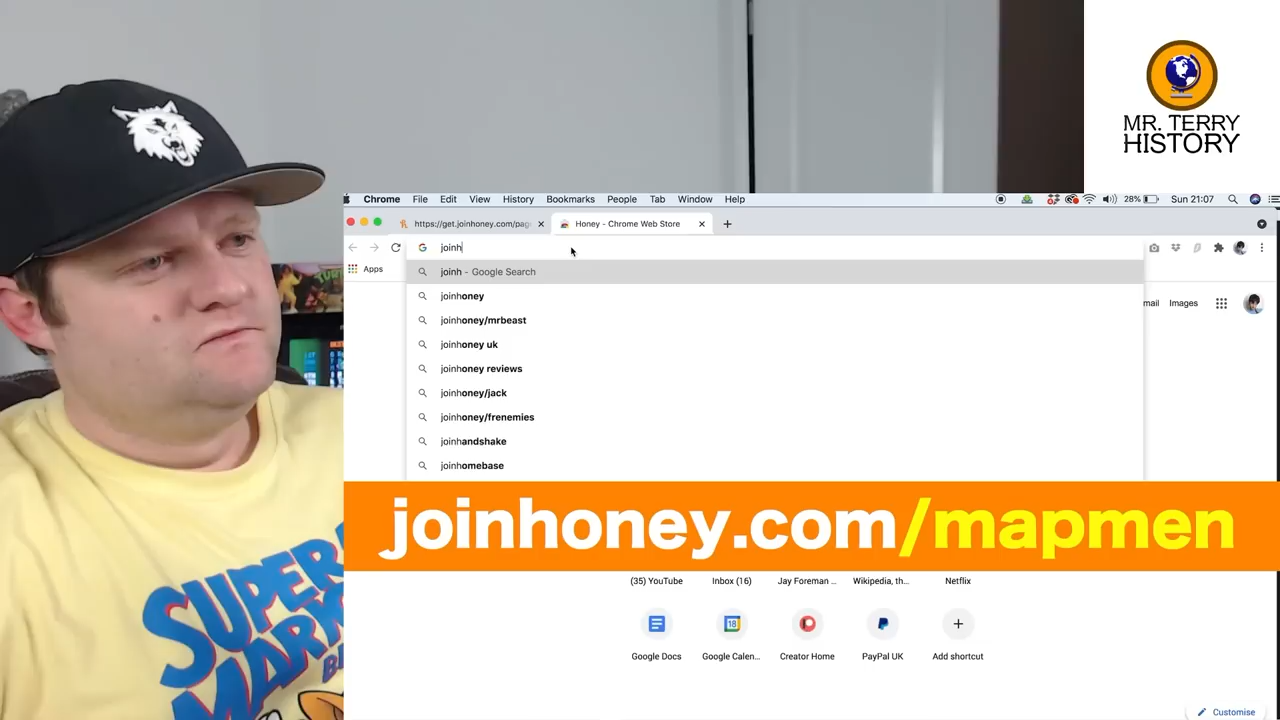 MR. TERRY
HISTORY
Chrome File Edit View History Bookmarks People Tab Window Help 28% Sun 21:07
https://get.joinhoney.com/pag Honey - Chrome Web Store
joinh
Apps
joinh - Google Search
joinhoney
joinhoney/mrbeast
joinhoney uk
joinhoney reviews
joinhoney/jack
joinhoney/frenemies
joinhandshake
joinhomebase
mail Images
joinhoney.com/mapmen
(35) YouTube Inbox (16) Jay Foreman ... Wikipedia, th... Netflix
18
Google Docs Google Calen... Creator Home PayPal UK Add shortcut
Customise
SUPER
MARI
B